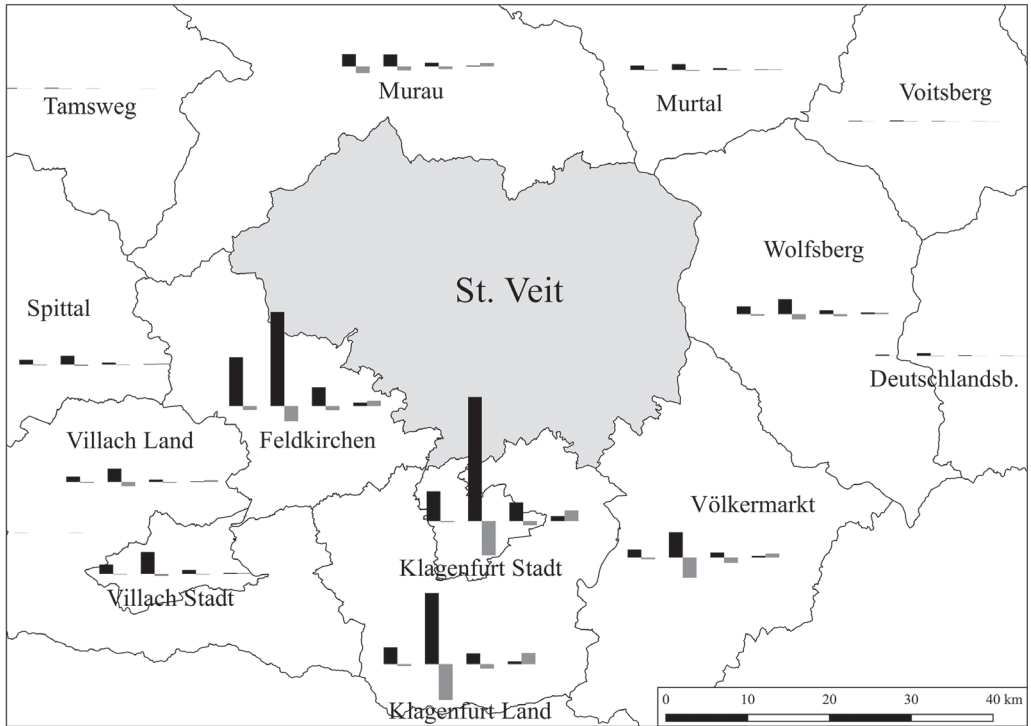 Tamsweg
Murau
Murtal
Voitsberg
Wolfsberg
St. Veit
Spittal
Deutschlandsb.
Villach Land
Feldkirchen
Völkermarkt
Klagenfurt Stadt
Villach Stadt
Klagenfurt Land
0 10 20 30 40 km